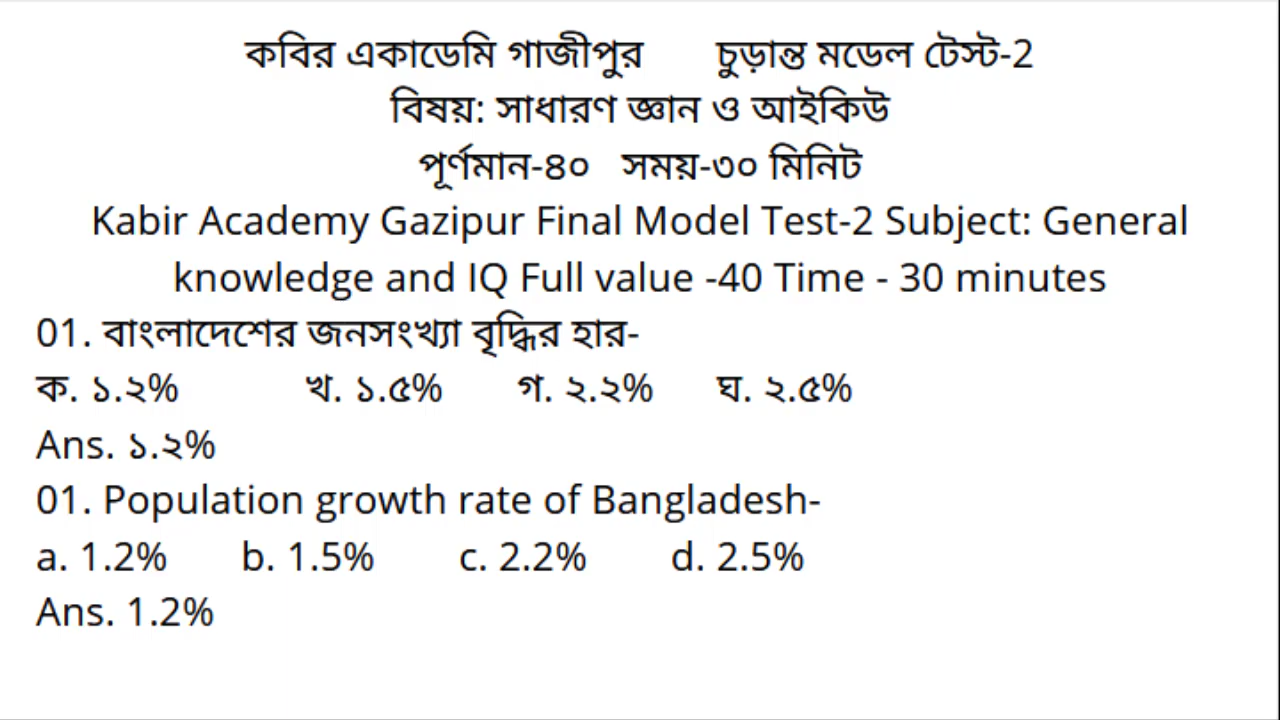 কবির একাডেমি গাজীপুর চুড়ান্ত মডেল টেস্ট-2
বিষয়: সাধারণ জ্ঞান ও আইকিউ
পূর্ণমান-৪০ সময়-৩০ মিনিট
Kabir Academy Gazipur Final Model Test-2 Subject: General
knowledge and IQ Full value -40 Time - 30 minutes
01. বাংলাদেশের জনসংখ্যা বৃদ্ধির হার-
ক. ১.২% খ. ১.৫% গ. ২.২% ঘ. ২.৫%
Ans. ১.২%
01. Population growth rate of Bangladesh-
a. 1.2% b. 1.5% c. 2.2% d. 2.5%
Ans. 1.2%